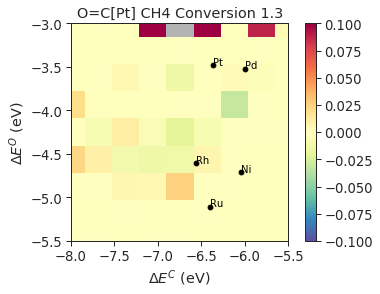 O=C[Pt] CH4 Conversion 1.3
ΔE^O (eV)
−3.0
−3.5
−4.0
−4.5
−5.0
−5.5
Pt
Pd
Rh
Ni
Ru
−8.0 −7.5 −7.0 −6.5 −6.0 −5.5
ΔE^C (eV)
0.100
0.075
0.050
0.025
0.000
−0.025
−0.050
−0.075
−0.100